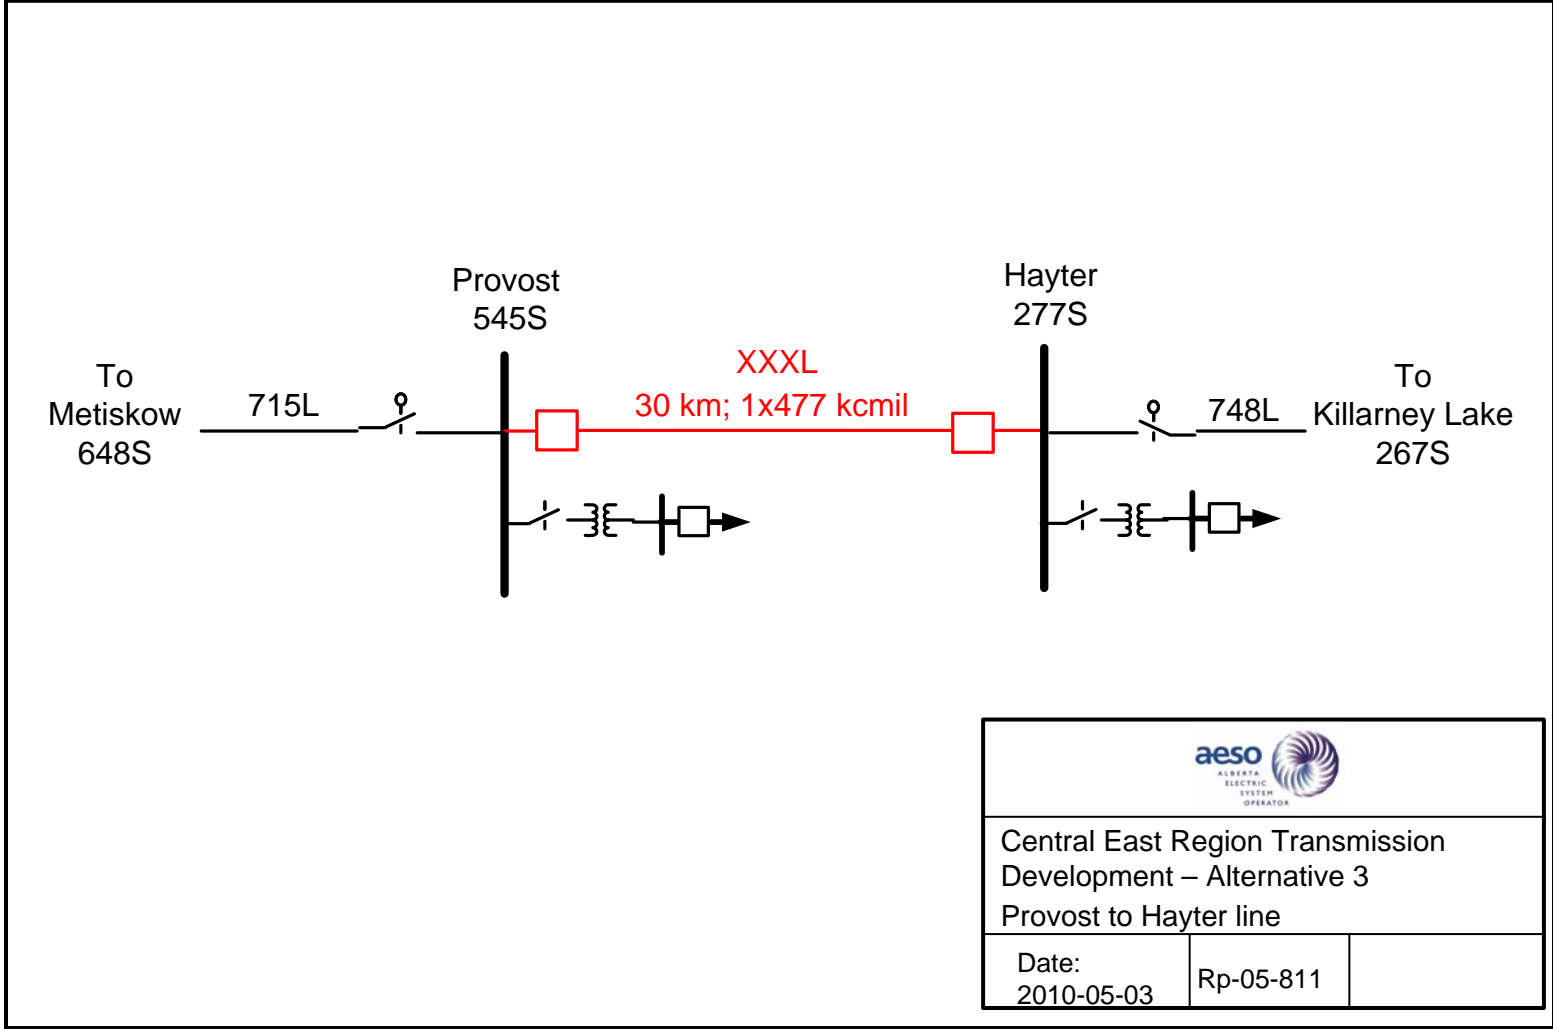 Provost
545S
Hayter
277S
To
Metiskow
648S
715L
XXXL
30 km; 1x477 kcmil
748L
To
Killarney Lake
267S
aeso
ALBERTA
ELECTRIC
SYSTEM
OPERATOR
Central East Region Transmission
Development – Alternative 3
Provost to Hayter line
Date:
2010-05-03
Rp-05-811